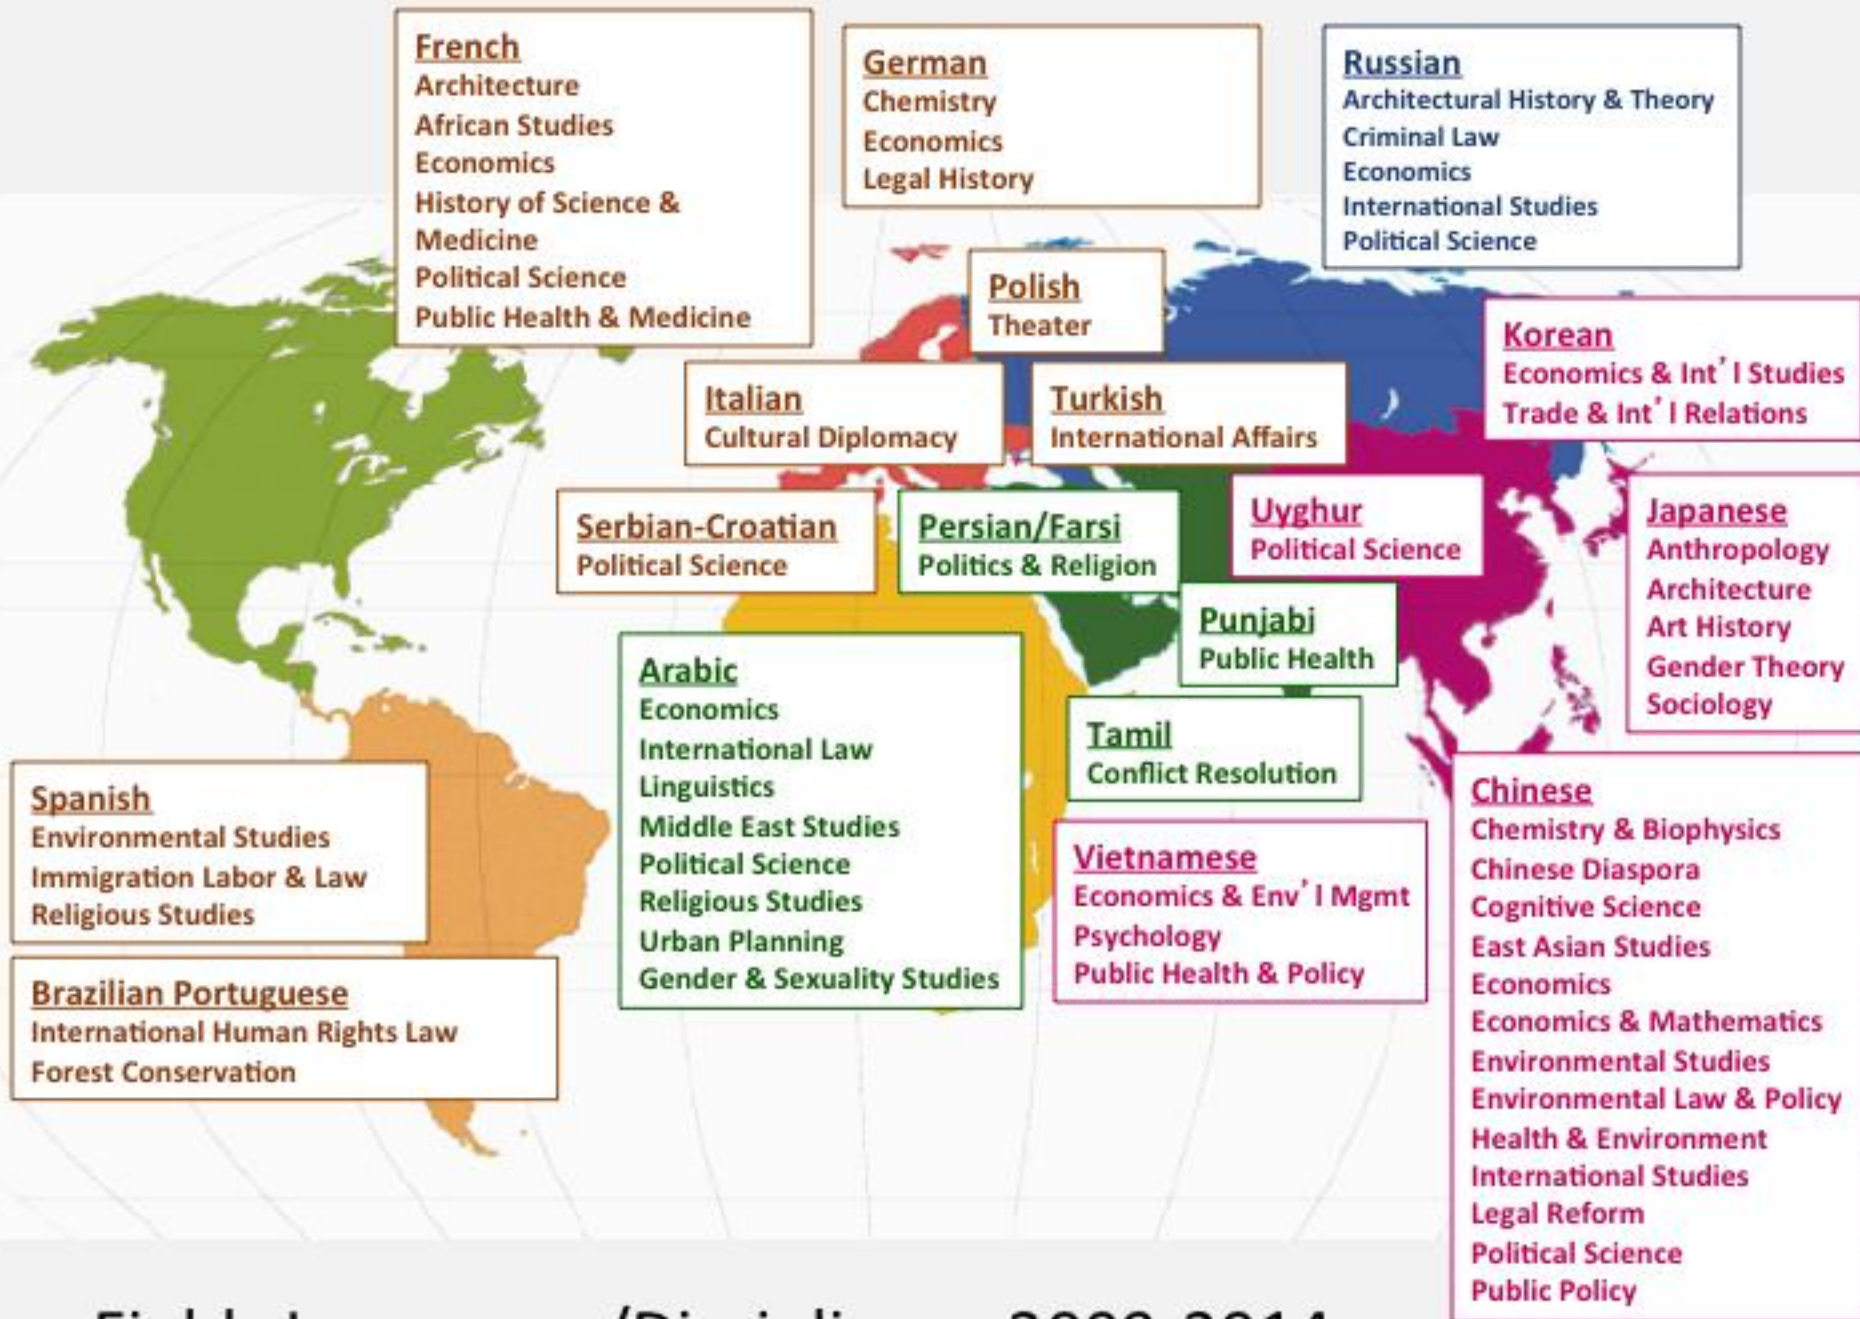 French
Architecture
African Studies
Economics
History of Science &
Medicine
Political Science
Public Health & Medicine
German
Chemistry
Economics
Legal History
Russian
Architectural History & Theory
Criminal Law
Economics
International Studies
Political Science
Polish
Theater
Korean
Economics & Int'l Studies
Trade & Int'l Relations
Italian
Cultural Diplomacy
Turkish
International Affairs
Serbian-Croatian
Political Science
Persian/Farsi
Politics & Religion
Uyghur
Political Science
Japanese
Anthropology
Architecture
Art History
Gender Theory
Sociology
Punjabi
Public Health
Arabic
Economics
International Law
Linguistics
Middle East Studies
Political Science
Religious Studies
Urban Planning
Gender & Sexuality Studies
Tamil
Conflict Resolution
Spanish
Environmental Studies
Immigration Labor & Law
Religious Studies
Vietnamese
Economics & Env'l Mgmt
Psychology
Public Health & Policy
Chinese
Chemistry & Biophysics
Chinese Diaspora
Cognitive Science
East Asian Studies
Economics
Economics & Mathematics
Environmental Studies
Environmental Law & Policy
Health & Environment
International Studies
Legal Reform
Political Science
Public Policy
Brazilian Portuguese
International Human Rights Law
Forest Conservation
2009-2014